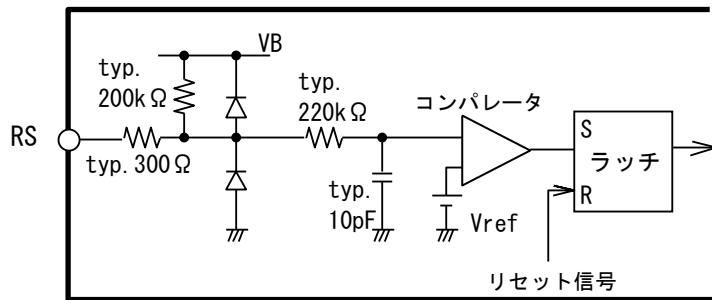 VB
typ.
200kΩ
typ.
220kΩ
コンパレータ
RS
typ. 300Ω
typ.
10pF
Vref
S
ラッチ
R
リセット信号